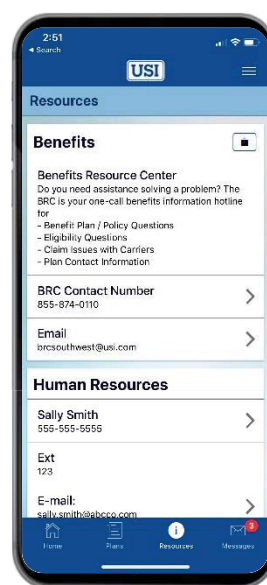 2:51
Search
USI
Resources
Benefits
Benefits Resource Center
Do you need assistance solving a problem? The
BRC is your one-call benefits information hotline
for
- Benefit Plan / Policy Questions
- Eligibility Questions
- Claim Issues with Carriers
- Plan Contact Information
BRC Contact Number
855-874-0110
Email
brcsouthwest@usi.com
Human Resources
Sally Smith
555-555-5555
Ext
123
E-mail:
sally.smith@abcco.com
Home
Plans
Resources
3
Messages